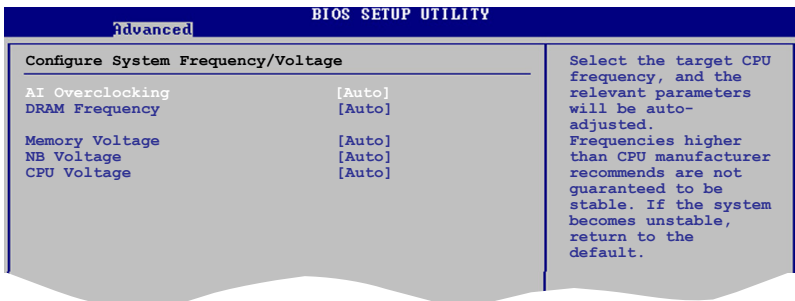 BIOS SETUP UTILITY
Advanced
Configure System Frequency/Voltage
AI Overclocking [Auto]
DRAM Frequency [Auto]
Memory Voltage [Auto]
NB Voltage [Auto]
CPU Voltage [Auto]
Select the target CPU
frequency, and the
relevant parameters
will be auto-
adjusted.
Frequencies higher
than CPU manufacturer
recommends are not
guaranteed to be
stable. If the system
becomes unstable,
return to the
default.